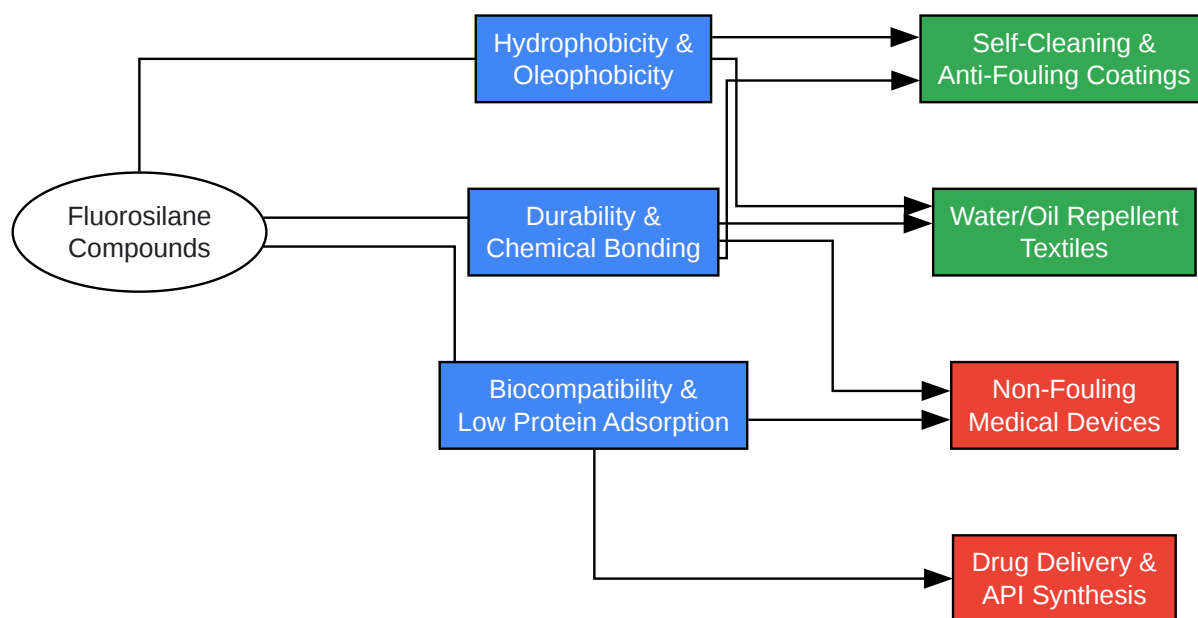 Hydrophobicity &
Oleophobicity
Self-Cleaning &
Anti-Fouling Coatings
Fluorosilane
Compounds
Durability &
Chemical Bonding
Water/Oil Repellent
Textiles
Biocompatibility &
Low Protein Adsorption
Non-Fouling
Medical Devices
Drug Delivery &
API Synthesis